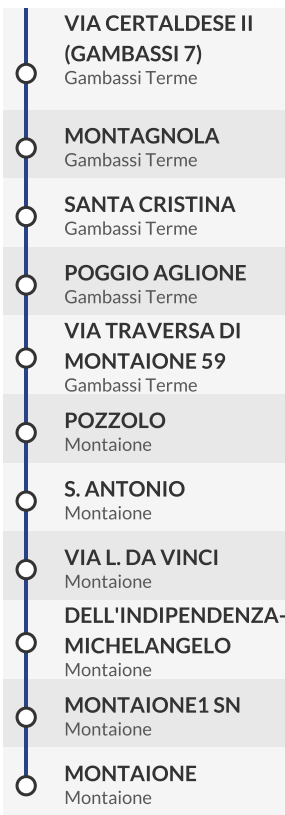 VIA CERTALDESE II
(GAMBASSI 7)
Gambassi Terme
MONTAGNOLA
Gambassi Terme
SANTA CRISTINA
Gambassi Terme
POGGIO AGLIONE
Gambassi Terme
VIA TRAVERSA DI
MONTAIONE 59
Gambassi Terme
POZZOLO
Montaione
S. ANTONIO
Montaione
VIA L. DA VINCI
Montaione
DELL'INDIPENDENZA-
MICHELANGELO
Montaione
MONTAIONE1 SN
Montaione
MONTAIONE
Montaione